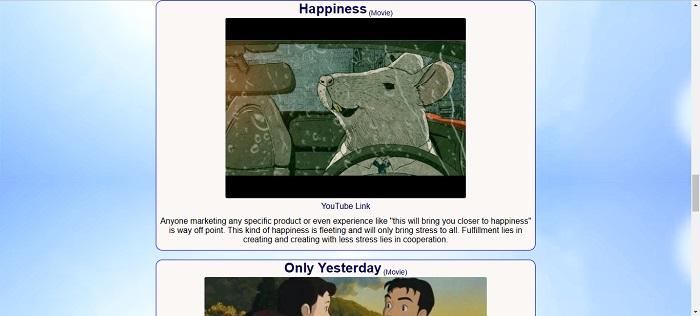 Happiness (Movie)
YouTube Link
Anyone marketing any specific product or even experience like "this will bring you closer to happiness"
is way off point. This kind of happiness is fleeting and will only bring stress to all. Fulfillment lies in
creating and creating with less stress lies in cooperation.
Only Yesterday (Movie)